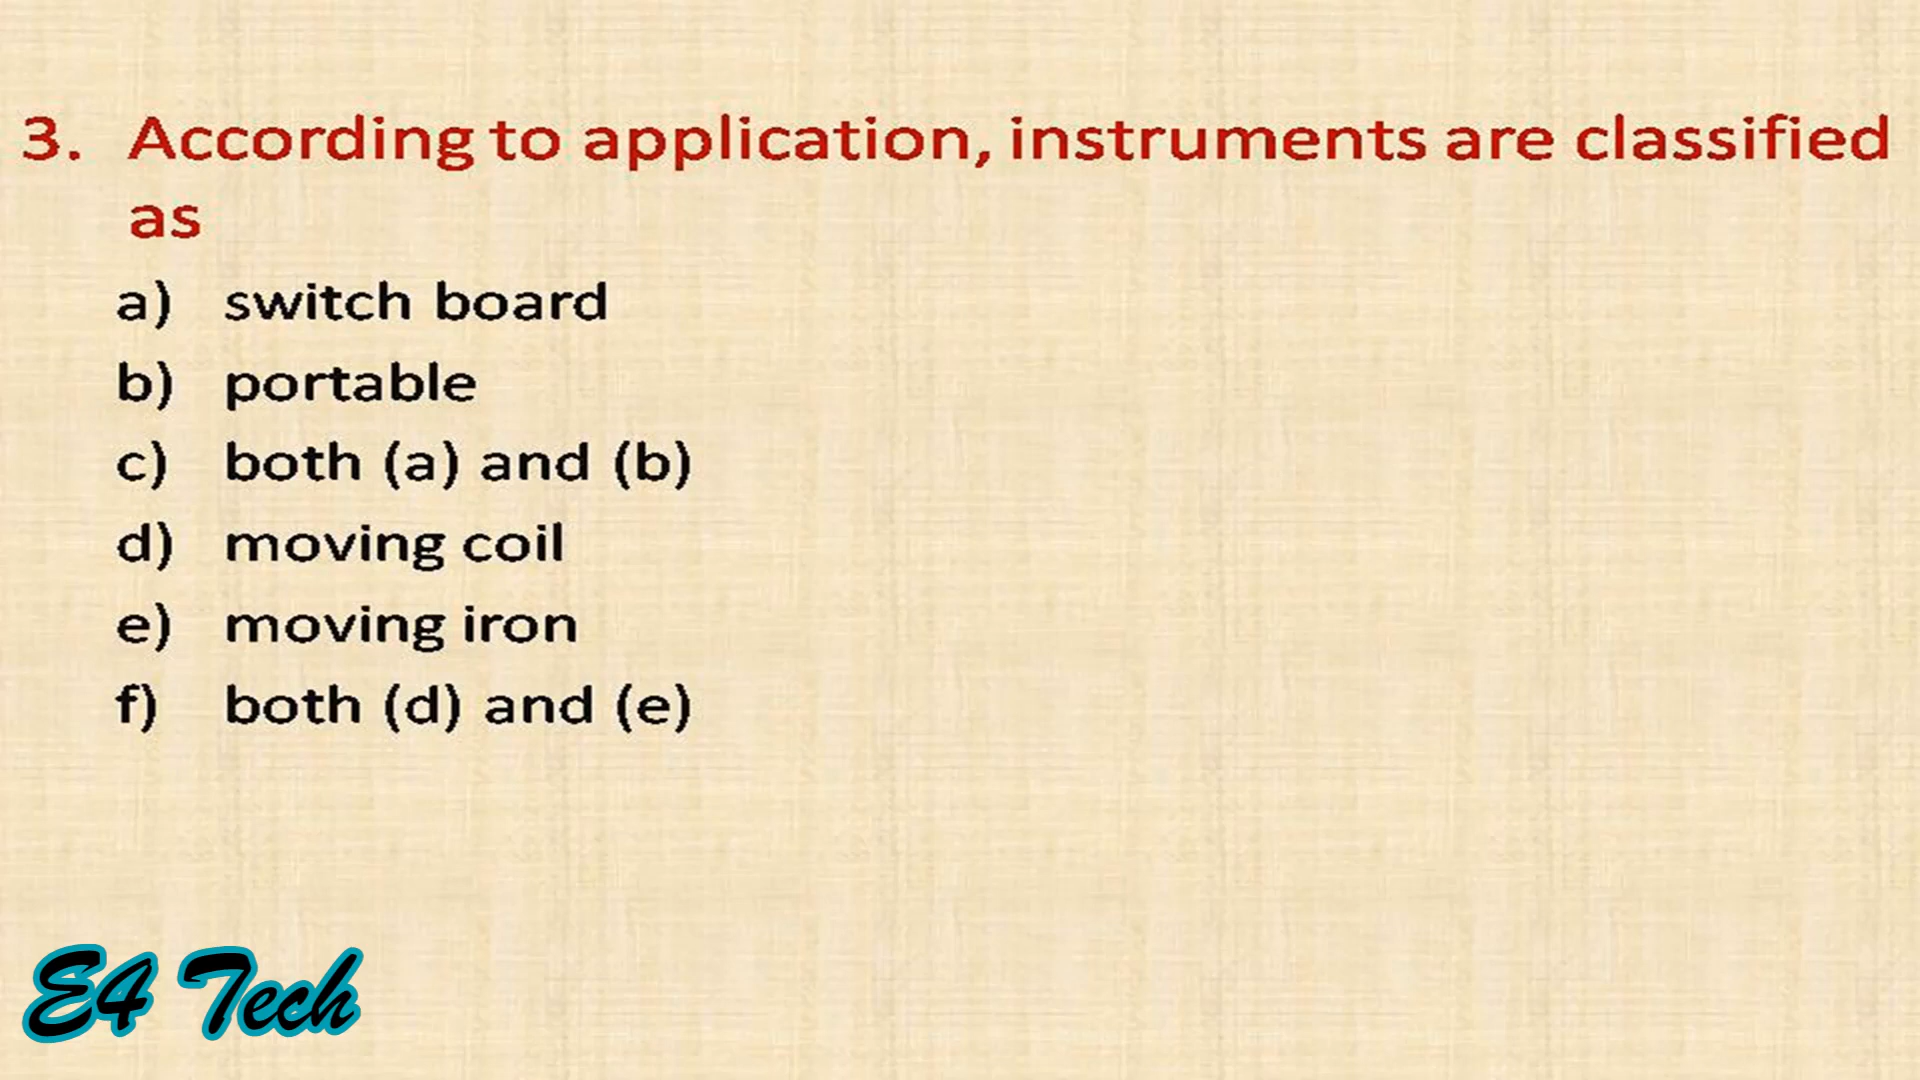 3. According to application, instruments are classified
as
a) switch board
b) portable
c) both (a) and (b)
d) moving coil
e) moving iron
f) both (d) and (e)
E4 Tech